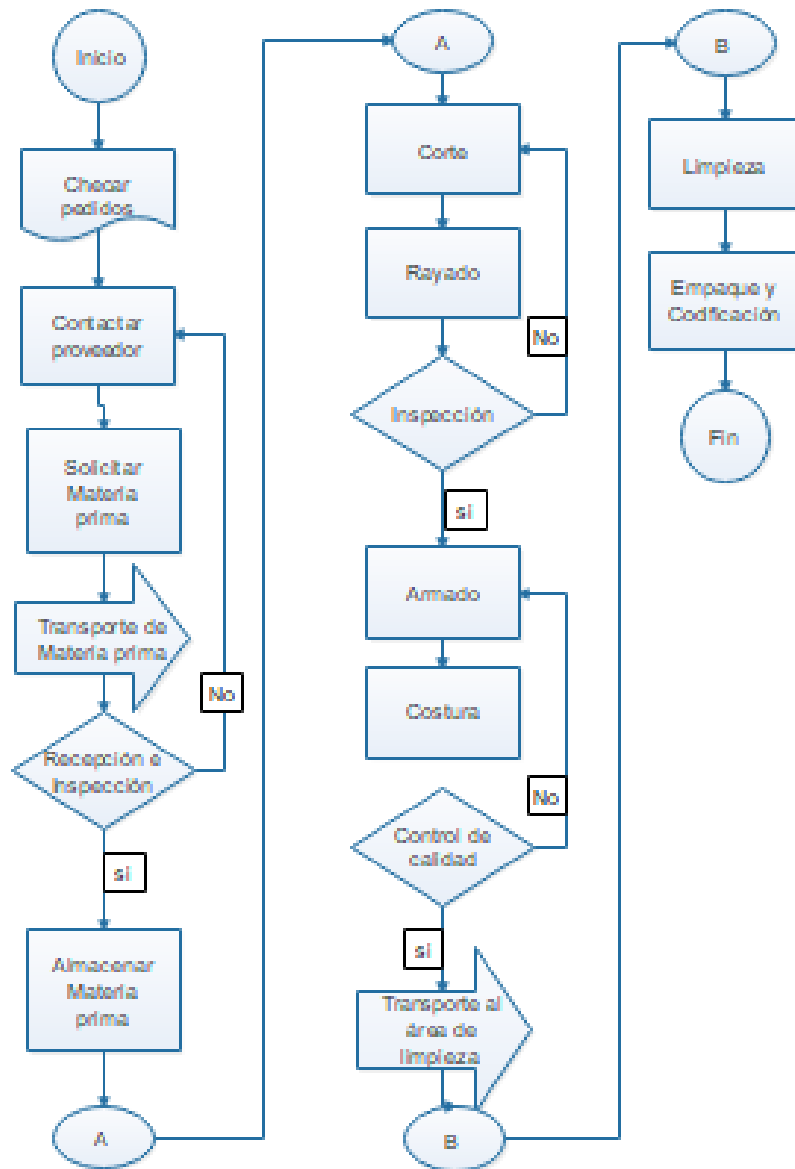 Inicio
Checar
pedidos
Contactar
proveedor
Solicitar
Materia
prima
Transporte de
Materia prima
No
Recepción e
Inspección
si
Almacenar
Materia
prima
A
A
Corte
Rayado
No
Inspección
si
Armado
Costura
No
Control de
calidad
si
Transporte al
área de
limpieza
B
B
Limpieza
Empaque y
Codificación
Fin